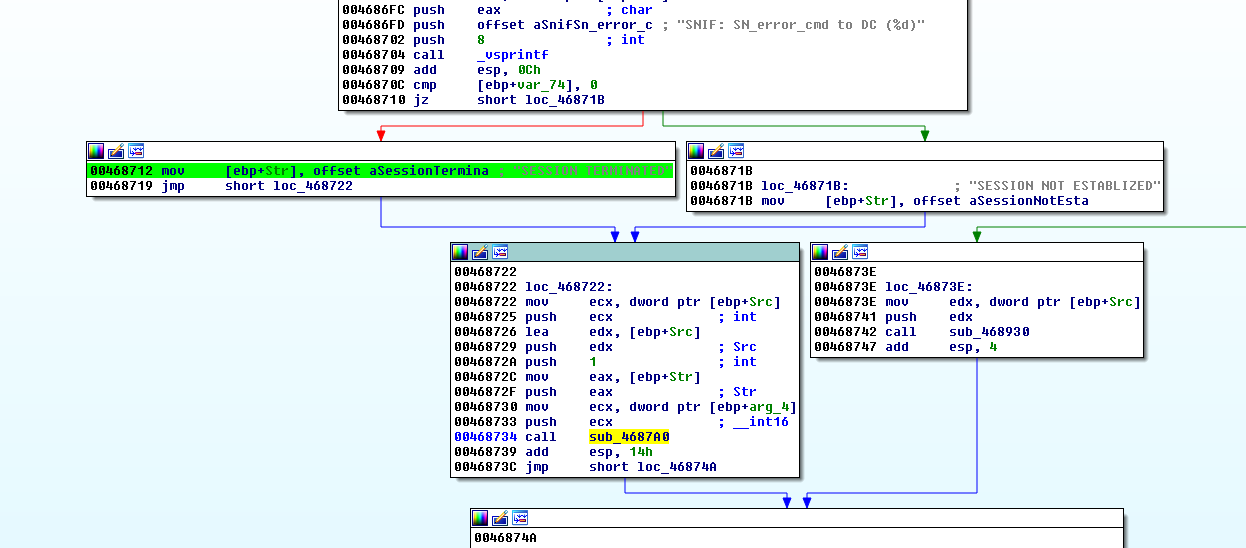 004686FC push eax ; char
004686FD push offset aSnifSn_error_c ; "SNIF: SN_error_cmd to DC (%d)"
00468702 push 8 ; int
00468704 call _vsprintf
00468709 add esp, 0Ch
0046870C cmp [ebp+var_74], 0
00468710 jz short loc_46871B
00468712 mov [ebp+Str], offset aSessionTermina ; "SESSION TERMINATED"
00468719 jmp short loc_468722
0046871B
0046871B loc_46871B: ; "SESSION NOT ESTABLIZED"
0046871B mov [ebp+Str], offset aSessionNotEsta
00468722
00468722 loc_468722:
00468722 mov ecx, dword ptr [ebp+Src]
00468725 push ecx ; int
00468726 lea edx, [ebp+Src]
00468729 push edx ; Src
0046872A push 1 ; int
0046872C mov eax, [ebp+Str]
0046872F push eax ; Str
00468730 mov ecx, dword ptr [ebp+arg_4]
00468733 push ecx ; __int16
00468734 call sub_4687A0
00468739 add esp, 14h
0046873C jmp short loc_46874A
0046873E
0046873E loc_46873E:
0046873E mov edx, dword ptr [ebp+Src]
00468741 push edx
00468742 call sub_468930
00468747 add esp, 4
0046874A